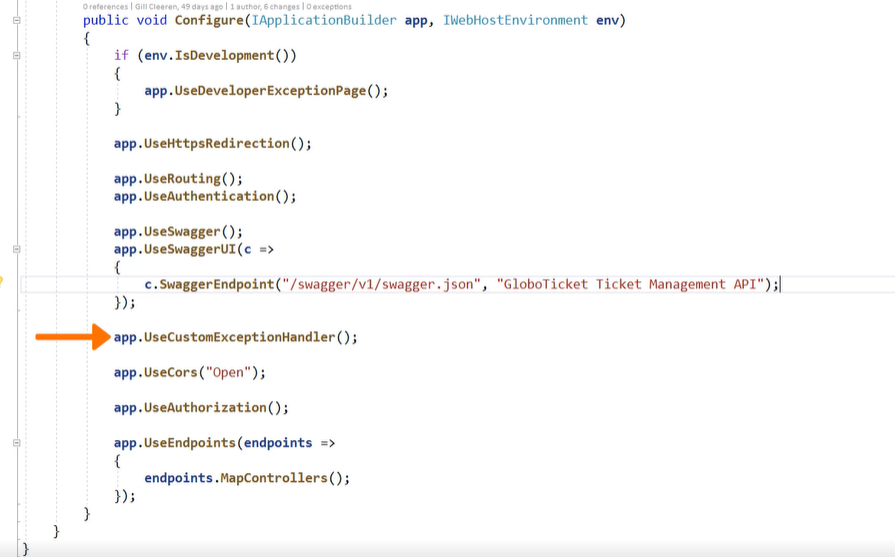 0 references | Gill Cleeren, 49 days ago | 1 author, 6 changes | 0 exceptions
public void Configure(IApplicationBuilder app, IWebHostEnvironment env)
{
if (env.IsDevelopment())
{
app.UseDeveloperExceptionPage();
}
app.UseHttpsRedirection();
app.UseRouting();
app.UseAuthentication();
app.UseSwagger();
app.UseSwaggerUI(c =>
{
c.SwaggerEndpoint("/swagger/v1/swagger.json", "GloboTicket Ticket Management API");
});
app.UseCustomExceptionHandler();
app.UseCors("Open");
app.UseAuthorization();
app.UseEndpoints(endpoints =>
{
endpoints.MapControllers();
});
}
}
}